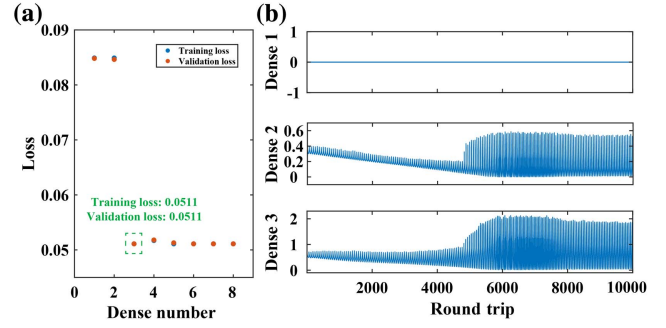 (a)
0.09
0.08
0.07
0.06
0.05
Loss
Training loss
Validation loss
Training loss: 0.0511
Validation loss: 0.0511
0 2 4 6 8
Dense number
(b)
Dense 1
1
0
-1
Dense 2
0.6
0.4
0.2
0
Dense 3
2
1
0
2000 4000 6000 8000 10000
Round trip